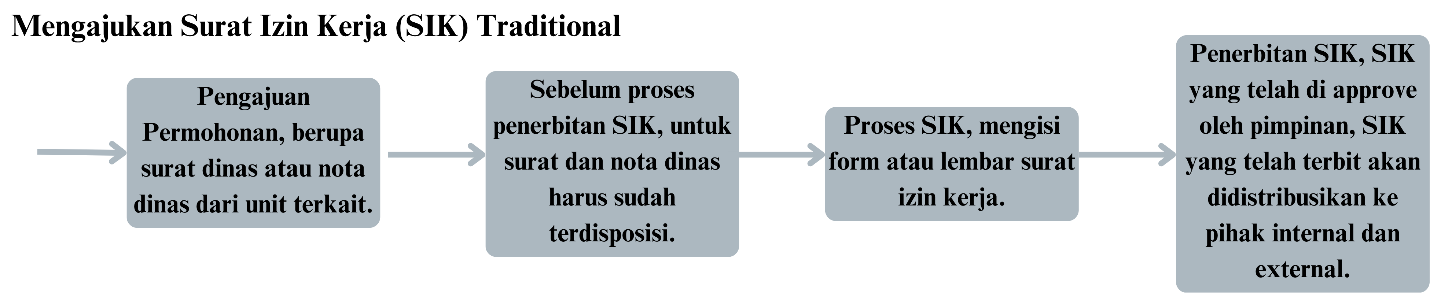 Mengajukan Surat Izin Kerja (SIK) Traditional
Pengajuan
Permohonan, berupa
surat dinas atau nota
dinas dari unit terkait.
Sebelum proses
penerbitan SIK, untuk
surat dan nota dinas
harus sudah
terdisposisi.
Proses SIK, mengisi
form atau lembar surat
izin kerja.
Penerbitan SIK, SIK
yang telah di approve
oleh pimpinan, SIK
yang telah terbit akan
didistribusikan ke
pihak internal dan
external.